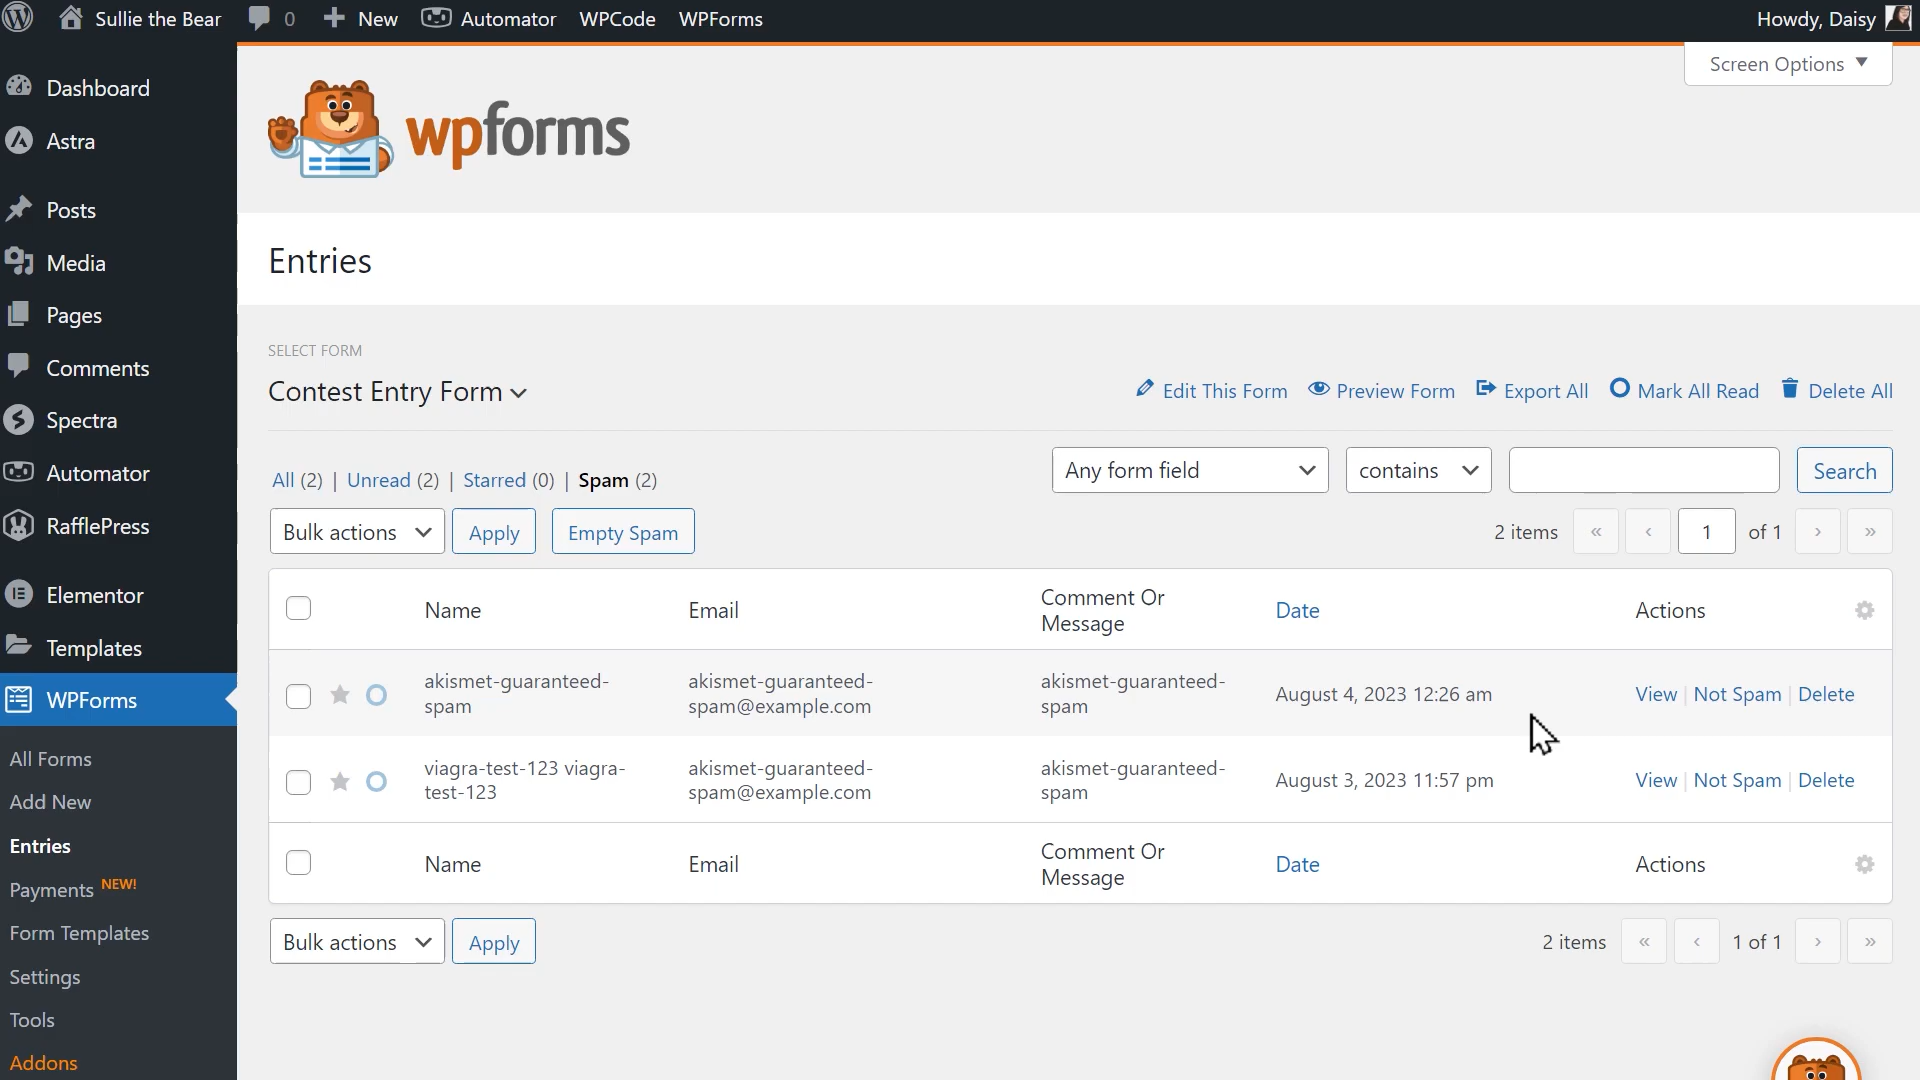 Sullie the Bear 0 New Automator WPCode WPForms Howdy, Daisy
Screen Options
Dashboard
Astra
Posts
Media
Pages
Comments
Spectra
Automator
RafflePress
Elementor
Templates
WPForms
All Forms
Add New
Entries
Payments NEW!
Form Templates
Settings
Tools
Addons
wpforms
Entries
SELECT FORM
Contest Entry Form
Edit This Form Preview Form Export All Mark All Read Delete All
All (2) | Unread (2) | Starred (0) | Spam (2)
Any form field contains Search
Bulk actions Apply Empty Spam
2 items « ‹ 1 of 1 › »
Name Email Comment Or
Message Date Actions
akismet-guaranteed-
spam
akismet-guaranteed-
spam@example.com
akismet-guaranteed-
spam
August 4, 2023 12:26 am
View | Not Spam | Delete
viagra-test-123 viagra-
test-123
akismet-guaranteed-
spam@example.com
akismet-guaranteed-
spam
August 3, 2023 11:57 pm
View | Not Spam | Delete
Name Email Comment Or
Message Date Actions
Bulk actions Apply
2 items « ‹ 1 of 1 › »